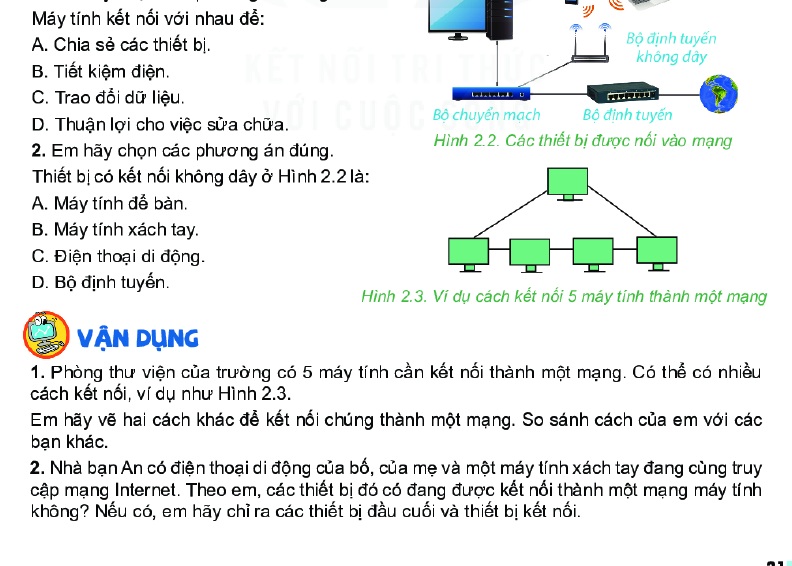 Máy tính kết nối với nhau để:
A. Chia sẻ các thiết bị.
B. Tiết kiệm điện.
C. Trao đổi dữ liệu.
D. Thuận lợi cho việc sửa chữa.
2. Em hãy chọn các phương án đúng.
Thiết bị có kết nối không dây ở Hình 2.2 là:
A. Máy tính để bàn.
B. Máy tính xách tay.
C. Điện thoại di động.
D. Bộ định tuyến.
KẾT NỐI TRI THỨC
VỚI CUỘC
Bộ định tuyến
không dây
Bộ chuyển mạch
Bộ định tuyến
Hình 2.2. Các thiết bị được nối vào mạng
Hình 2.3. Ví dụ cách kết nối 5 máy tính thành một mạng
VẬN DỤNG
1. Phòng thư viện của trường có 5 máy tính cần kết nối thành một mạng. Có thể có nhiều
cách kết nối, ví dụ như Hình 2.3.
Em hãy vẽ hai cách khác để kết nối chúng thành một mạng. So sánh cách của em với các
bạn khác.
2. Nhà bạn An có điện thoại di động của bố, của mẹ và một máy tính xách tay đang cùng truy
cập mạng Internet. Theo em, các thiết bị đó có đang được kết nối thành một mạng máy tính
không? Nếu có, em hãy chỉ ra các thiết bị đầu cuối và thiết bị kết nối.